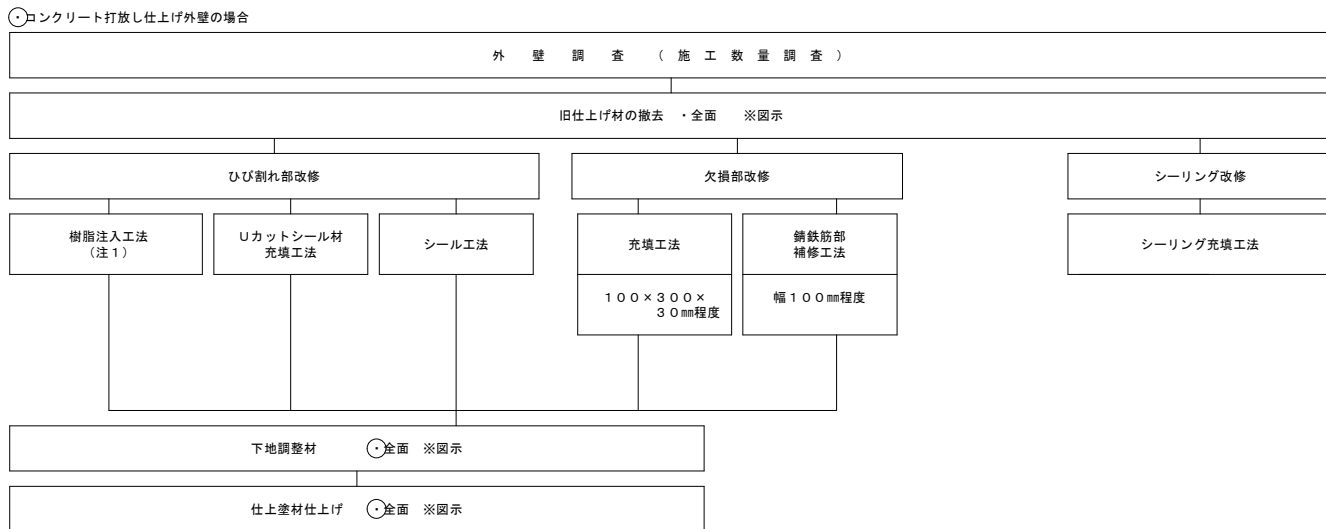 ⊙コンクリート打放し仕上げ外壁の場合
外 壁 調 査 （ 施 工 数 量 調 査 ）
旧仕上げ材の撤去 ・全面 ※図示
ひび割れ部改修
欠損部改修
シーリング改修
樹脂注入工法
（注１）
Ｕカットシール材
充填工法
シール工法
充填工法
錆鉄筋部
補修工法
シーリング充填工法
１００×３００×
３０㎜程度
幅１００㎜程度
下地調整材 ⊙全面 ※図示
仕上塗材仕上げ ⊙全面 ※図示